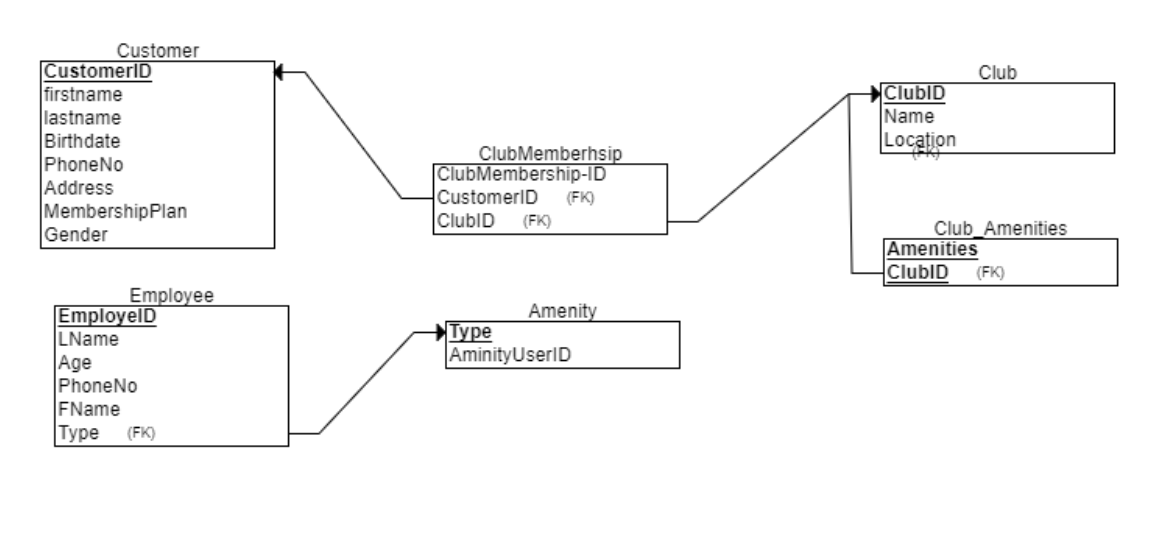 Customer
CustomerID
firstname
lastname
Birthdate
PhoneNo
Address
MembershipPlan
Gender
ClubMemberhsip
ClubMembership-ID
CustomerID (FK)
ClubID (FK)
Club
ClubID
Name
Location
(FK)
Club_Amenities
Amenities
ClubID (FK)
Employee
EmployeID
LName
Age
PhoneNo
FName
Type (FK)
Amenity
Type
AminityUserID